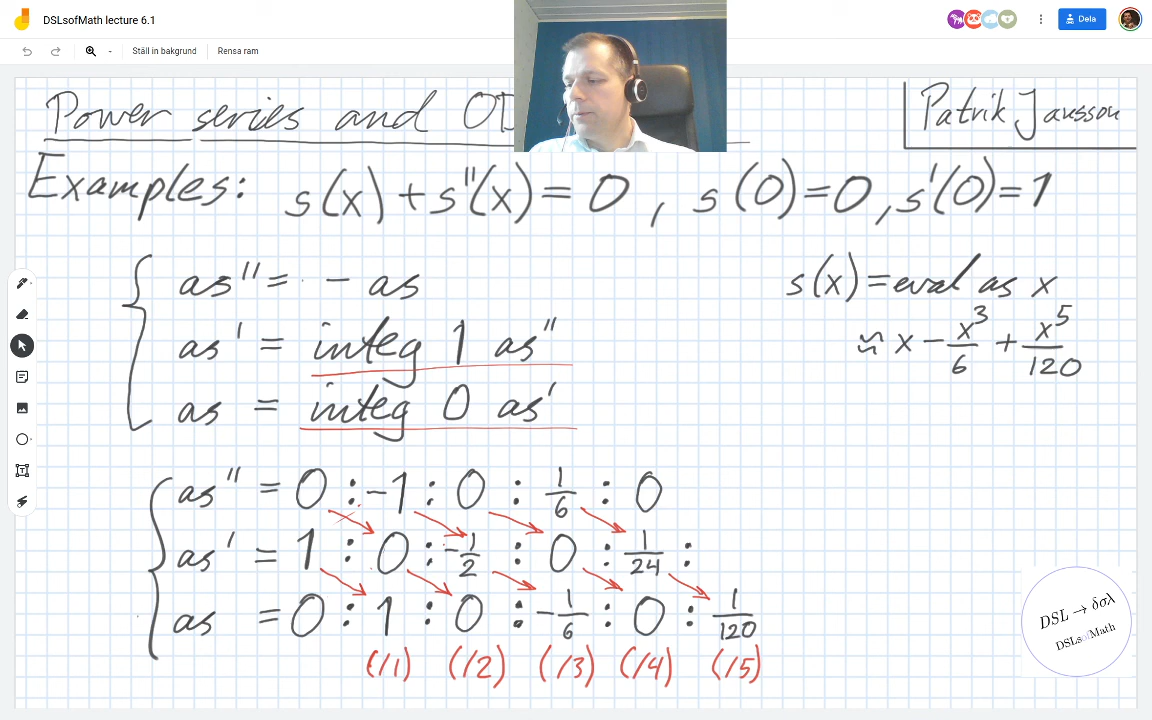 DSLsofMath lecture 6.1
Dela
Ställ in bakgrund Rensa ram
Power series and OD
Patrik Jansson
Examples: s(x) + s''(x) = 0 , s(0) = 0 , s'(0) = 1
as'' = - as
as' = integ 1 as''
as = integ 0 as'
s(x) = eval as x
≈ x - x³/6 + x⁵/120
as'' = 0 : -1 : 0 : 1/6 : 0
as' = 1 : 0 : -1/2 : 0 : 1/24 :
as = 0 : 1 : 0 : -1/6 : 0 : 1/120
(/1) (/2) (/3) (/4) (/5)
DSL → δσλ
DSLsofMath